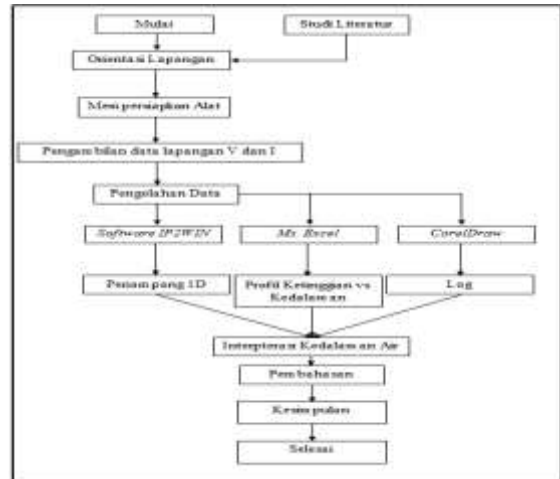 Mulai
Studi Literatur
Orientasi Lapangan
Mempersiapkan Alat
Pengambilan data lapangan V dan I
Pengolahan Data
Software IP2WIN
Ms. Excel
CorelDraw
Penampang 1D
Profil Ketinggian vs
Kedalaman
Log
Interpterasi Kedalaman Air
Pembahasan
Kesimpulan
Selesai